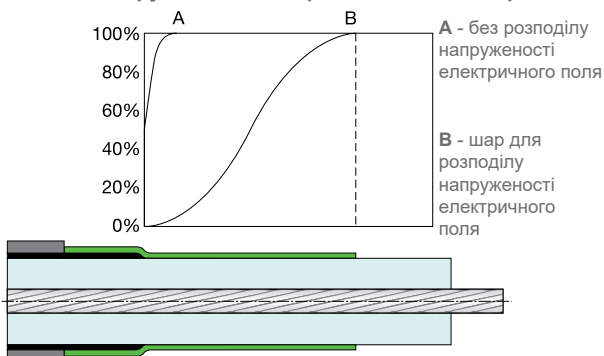 A
B
100%
80%
60%
40%
20%
0%
А - без розподілу
напруженості
електричного поля
В - шар для
розподілу
напруженості
електричного
поля